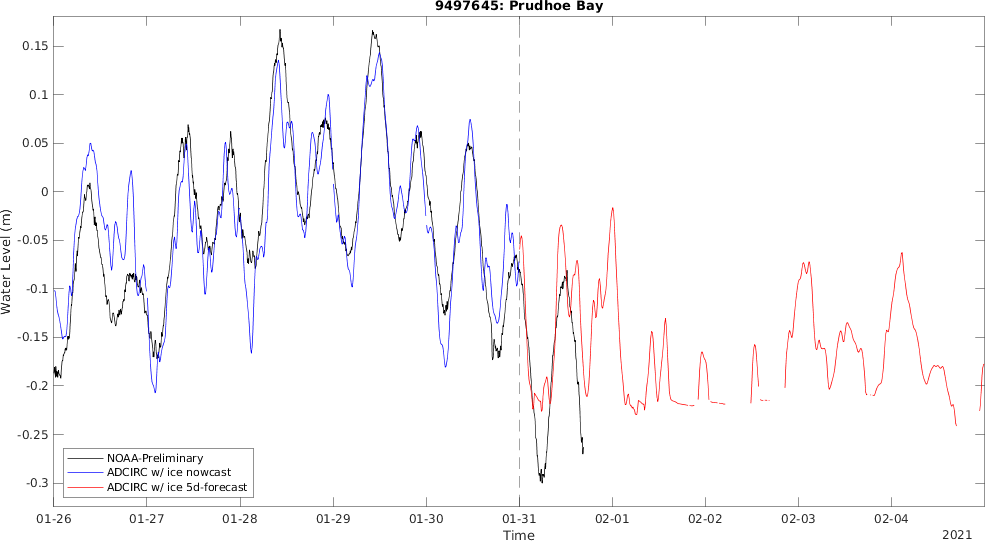 9497645: Prudhoe Bay
0.15
0.1
0.05
0
-0.05
-0.1
-0.15
-0.2
-0.25
-0.3
Water Level (m)
NOAA-Preliminary
ADCIRC w/ ice nowcast
ADCIRC w/ ice 5d-forecast
01-26 01-27 01-28 01-29 01-30 01-31 02-01 02-02 02-03 02-04
Time
2021